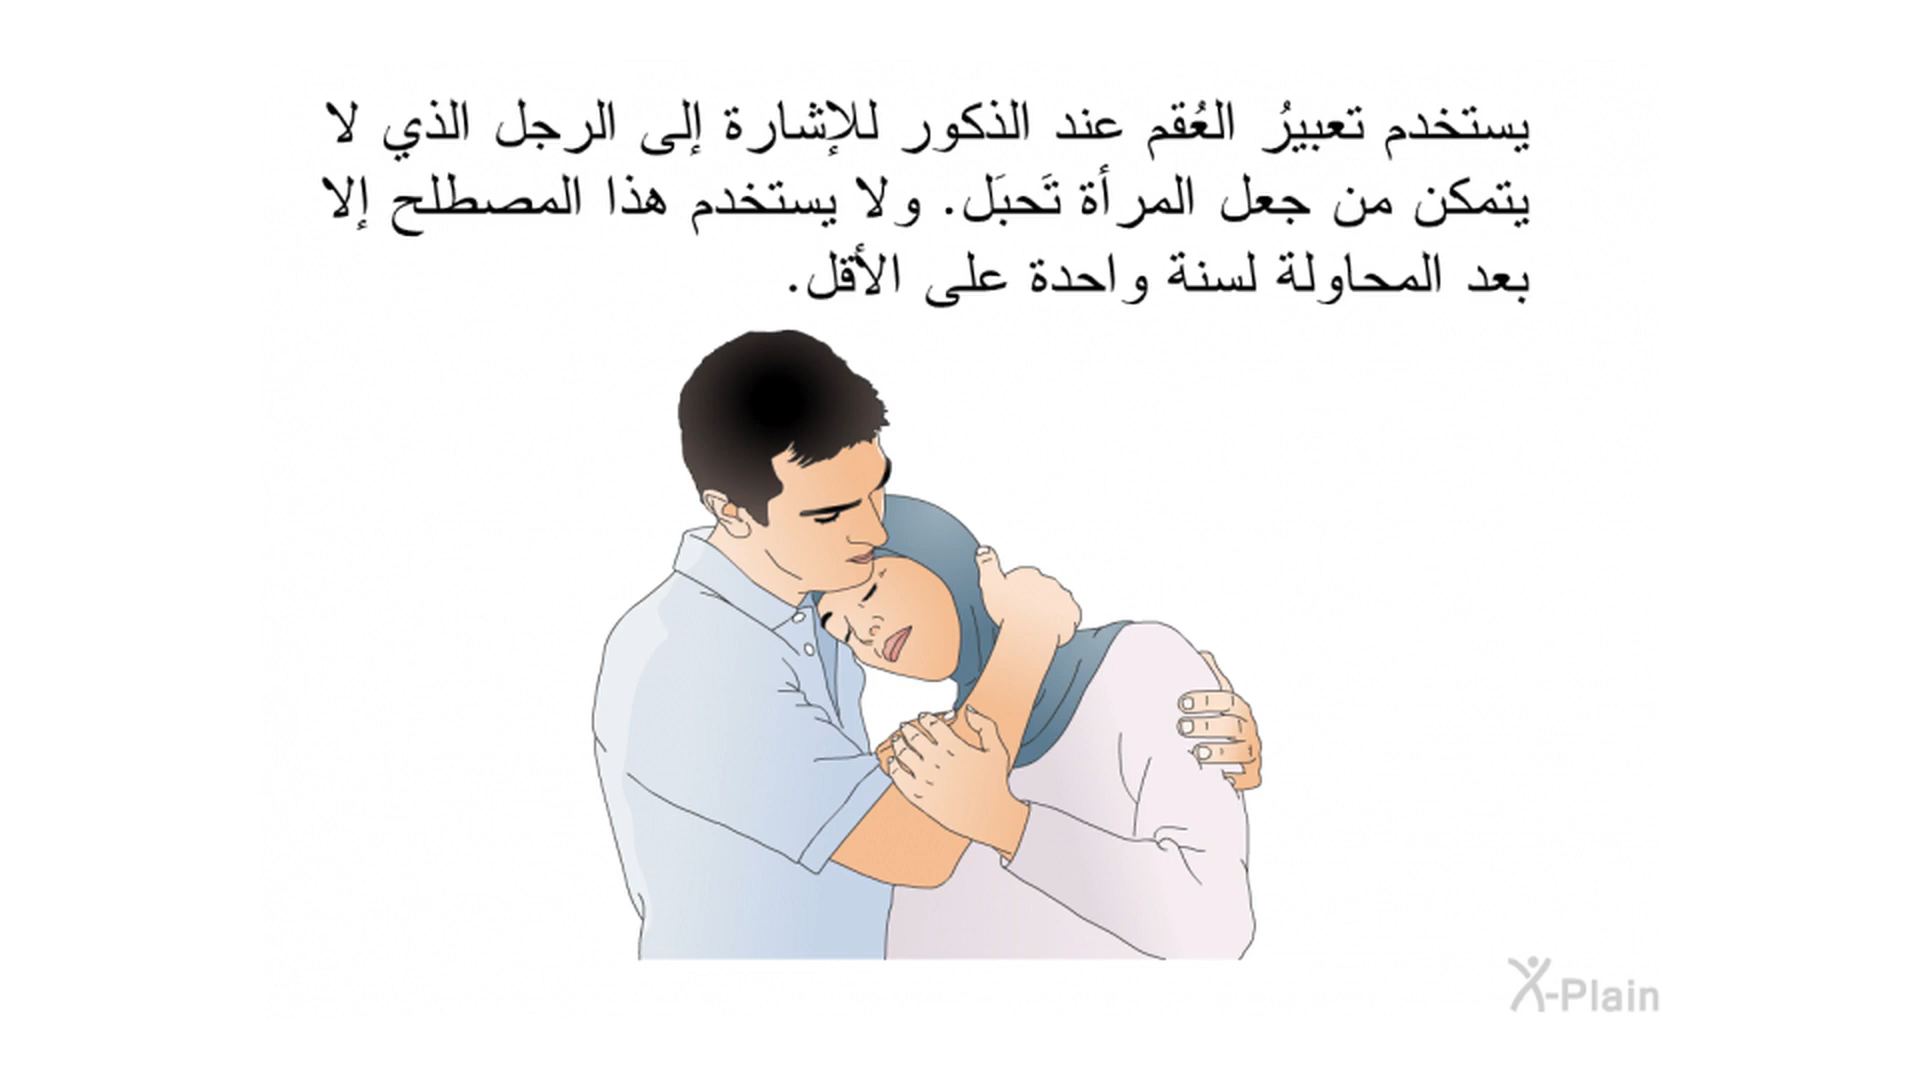 يستخدم تعبيرُ العُقم عند الذكور للإشارة إلى الرجل الذي لا
يتمكن من جعل المرأة تَحبَل. ولا يستخدم هذا المصطلح إلا
بعد المحاولة لسنة واحدة على الأقل.
X-Plain